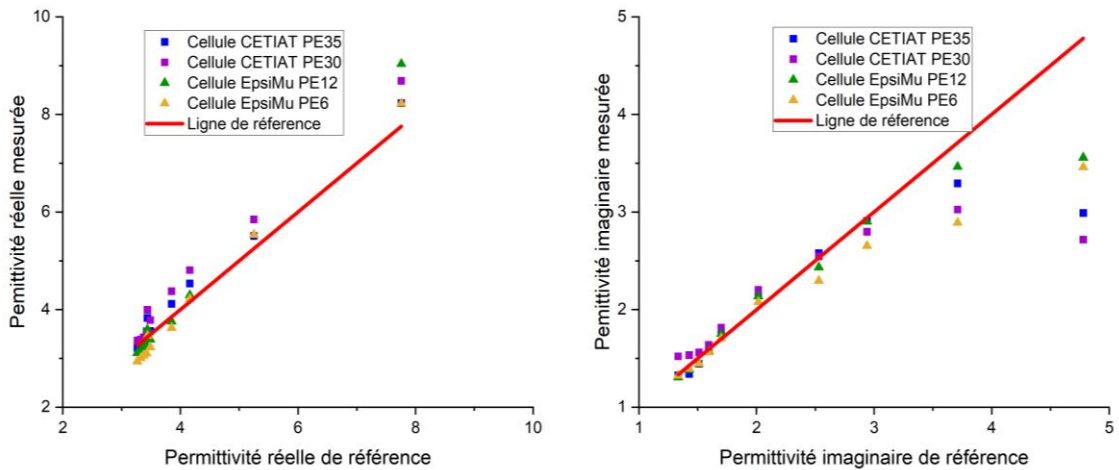 10
8
6
4
2
2
4
6
8
10
Pemittivité réelle mesurée
Permittivité réelle de référence
Cellule CETIAT PE35
Cellule CETIAT PE30
Cellule EpsiMu PE12
Cellule EpsiMu PE6
Ligne de réference
5
4
3
2
1
1
2
3
4
5
Pemittivité imaginaire mesurée
Permittivité imaginaire de référence
Cellule CETIAT PE35
Cellule CETIAT PE30
Cellule EpsiMu PE12
Cellule EpsiMu PE6
Ligne de réference